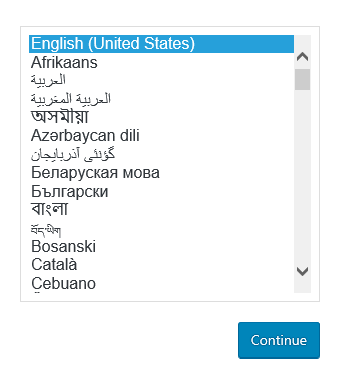 English (United States)
Afrikaans
العربية
العربية المغربية
অসমীয়া
Azərbaycan dili
گؤنئی آذربایجان
Беларуская мова
Български
বাংলা
བོད་ཡིག
Bosanski
Català
Cebuano
Continue